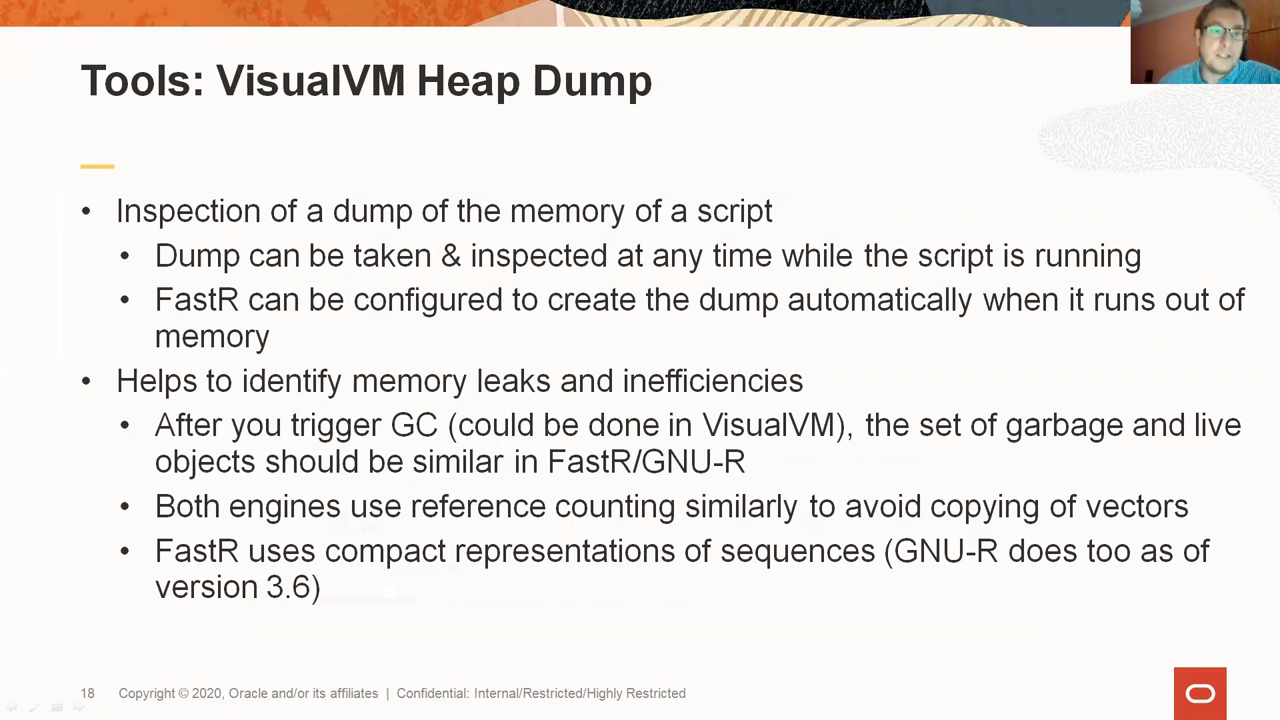 Tools: VisualVM Heap Dump
• Inspection of a dump of the memory of a script
• Dump can be taken & inspected at any time while the script is running
• FastR can be configured to create the dump automatically when it runs out of
memory
• Helps to identify memory leaks and inefficiencies
• After you trigger GC (could be done in VisualVM), the set of garbage and live
objects should be similar in FastR/GNU-R
• Both engines use reference counting similarly to avoid copying of vectors
• FastR uses compact representations of sequences (GNU-R does too as of
version 3.6)
18 Copyright © 2020, Oracle and/or its affiliates | Confidential: Internal/Restricted/Highly Restricted